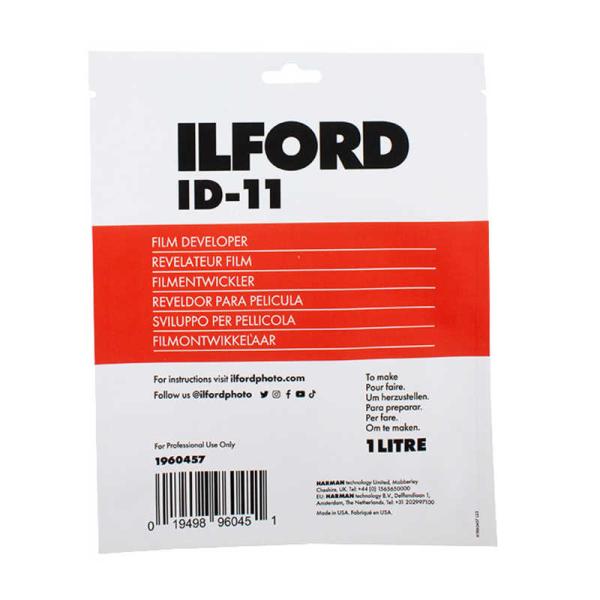 ILFORD
ID-11
FILM DEVELOPER
REVELATEUR FILM
FILMENTWICKLER
REVELDOR PARA PELICULA
SVILUPPO PER PELLICOLA
FILMONTWIKKELAAR
For instructions visit ilfordphoto.com
Follow us @ilfordphoto
To make
Pour faire.
Um herzustellen.
Para preparar.
Per fare.
Om te maken.
1 LITRE
For Professional Use Only
1960457
0 19498 96045 1
HARMAN technology Limited, Mobberley
Cheshire, UK. Tel:+44 (0) 1565650000
EU: HARMAN technology B.V., Delflandlaan 1,
Amsterdam, The Netherlands. Tel: +31 202997100
Made in USA. Fabriqué en USA.